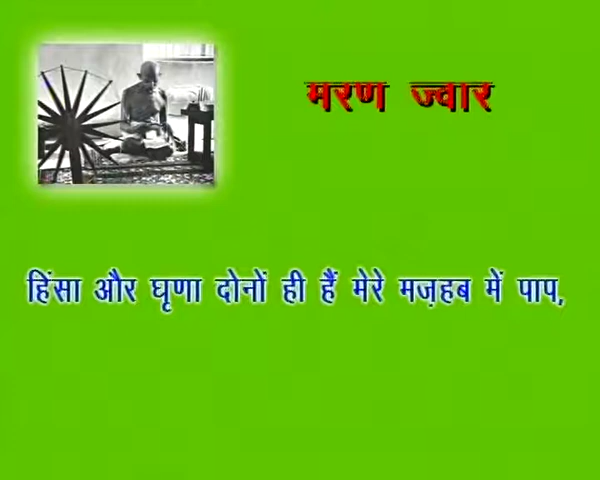 मरण ज्वार
हिंसा और घृणा दोनों ही हैं मेरे मज़हब में पाप,